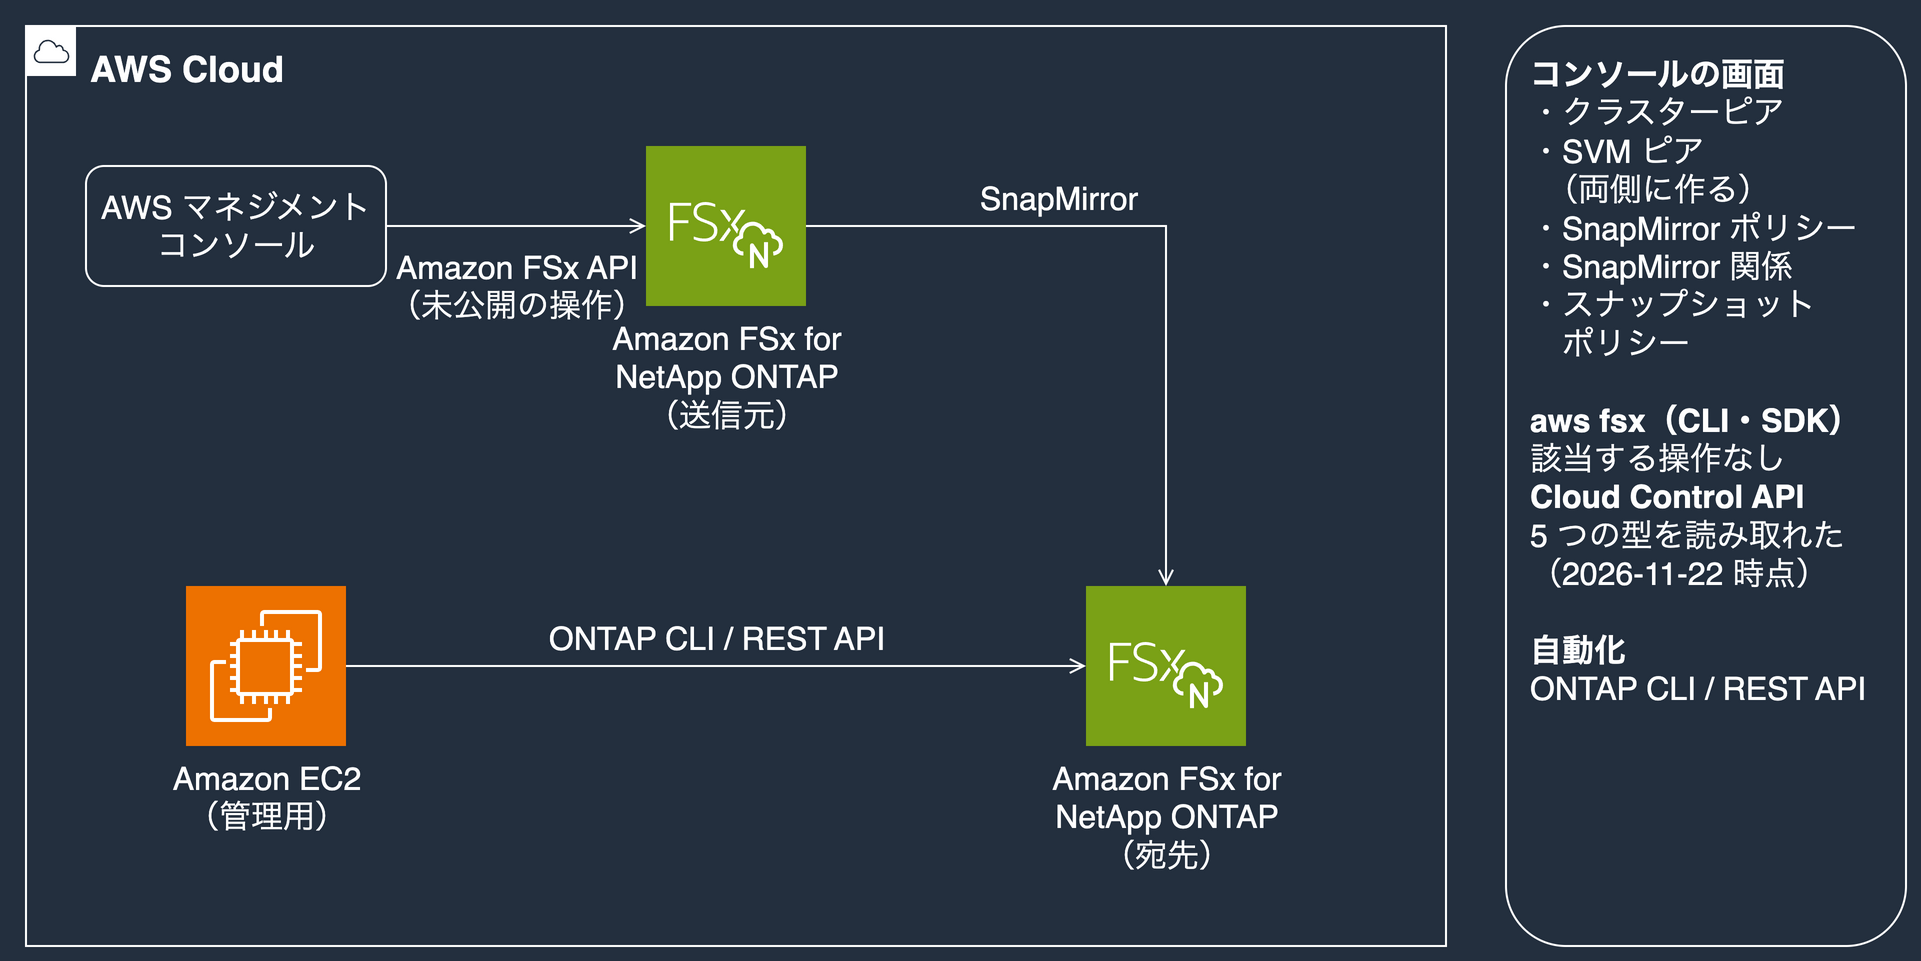 AWS Cloud
AWS マネジメント
コンソール
Amazon FSx API
（未公開の操作）
FSx
N
Amazon FSx for
NetApp ONTAP
（送信元）
SnapMirror
ONTAP CLI / REST API
Amazon EC2
（管理用）
FSx
N
Amazon FSx for
NetApp ONTAP
（宛先）
コンソールの画面
・クラスターピア
・SVM ピア
（両側に作る）
・SnapMirror ポリシー
・SnapMirror 関係
・スナップショット
ポリシー
aws fsx（CLI・SDK）
該当する操作なし
Cloud Control API
5 つの型を読み取れた
（2026-11-22 時点）
自動化
ONTAP CLI / REST API